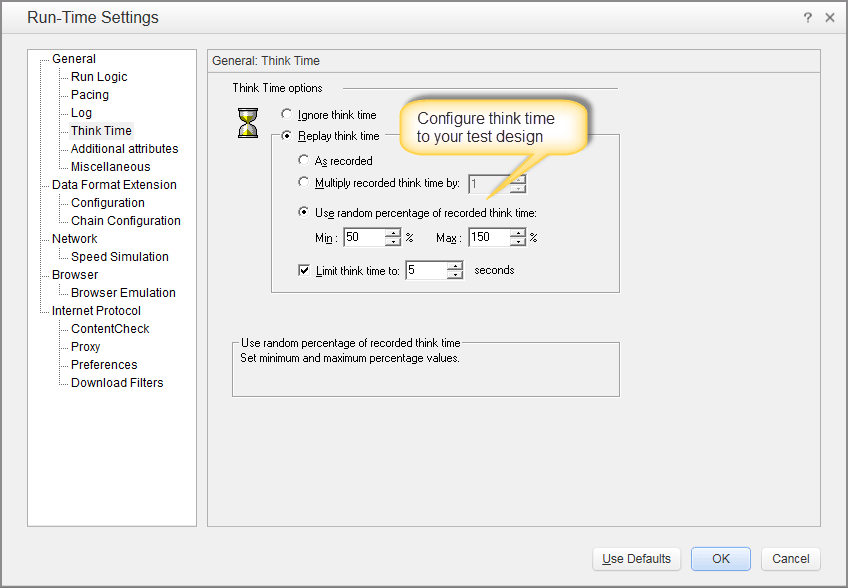 Run-Time Settings
?
General
Run Logic
Pacing
Log
Think Time
Additional attributes
Miscellaneous
Data Format Extension
Configuration
Chain Configuration
Network
Speed Simulation
Browser
Browser Emulation
Internet Protocol
ContentCheck
Proxy
Preferences
Download Filters
General: Think Time
Think Time options
Ignore think time
Replay think time
Configure think time
to your test design
As recorded
Multiply recorded think time by: 1
Use random percentage of recorded think time:
Min : 50 % Max : 150 %
Limit think time to: 5 seconds
Use random percentage of recorded think time
Set minimum and maximum percentage values.
Use Defaults OK Cancel